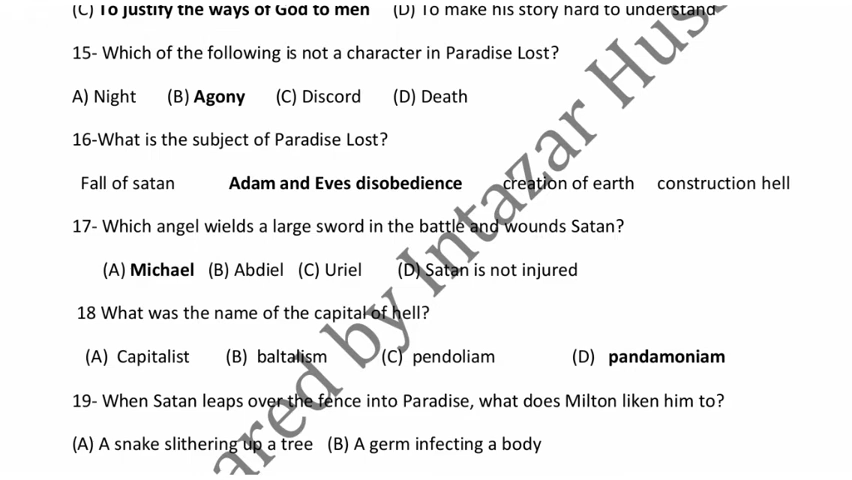 (C) To justify the ways of God to men (D) To make his story hard to understand
15- Which of the following is not a character in Paradise Lost?
A) Night (B) Agony (C) Discord (D) Death
16-What is the subject of Paradise Lost?
Fall of satan Adam and Eves disobedience creation of earth construction hell
17- Which angel wields a large sword in the battle and wounds Satan?
(A) Michael (B) Abdiel (C) Uriel (D) Satan is not injured
18 What was the name of the capital of hell?
(A) Capitalist (B) baltalism (C) pendoliam (D) pandamoniam
19- When Satan leaps over the fence into Paradise, what does Milton liken him to?
(A) A snake slithering up a tree (B) A germ infecting a body
ared by Intazar Hus